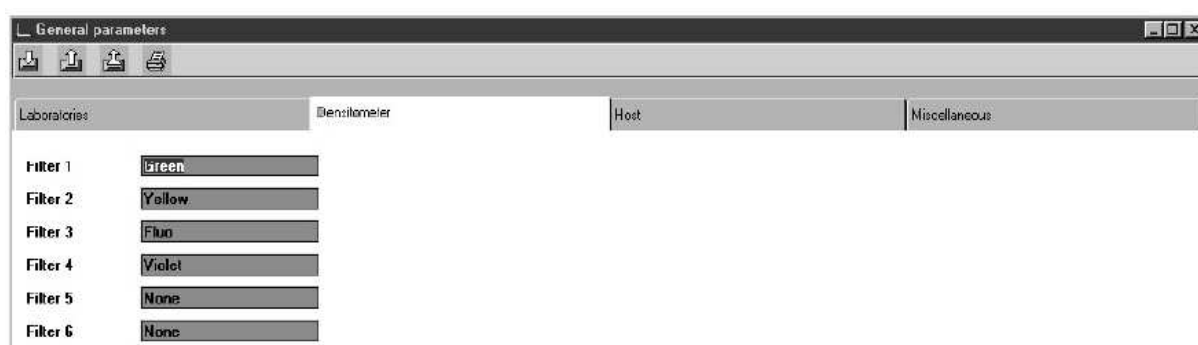 General parameters
Laboratories Densitometer Host Miscellaneous
Filter 1 Green
Filter 2 Yellow
Filter 3 Fluo
Filter 4 Violet
Filter 5 None
Filter 6 None